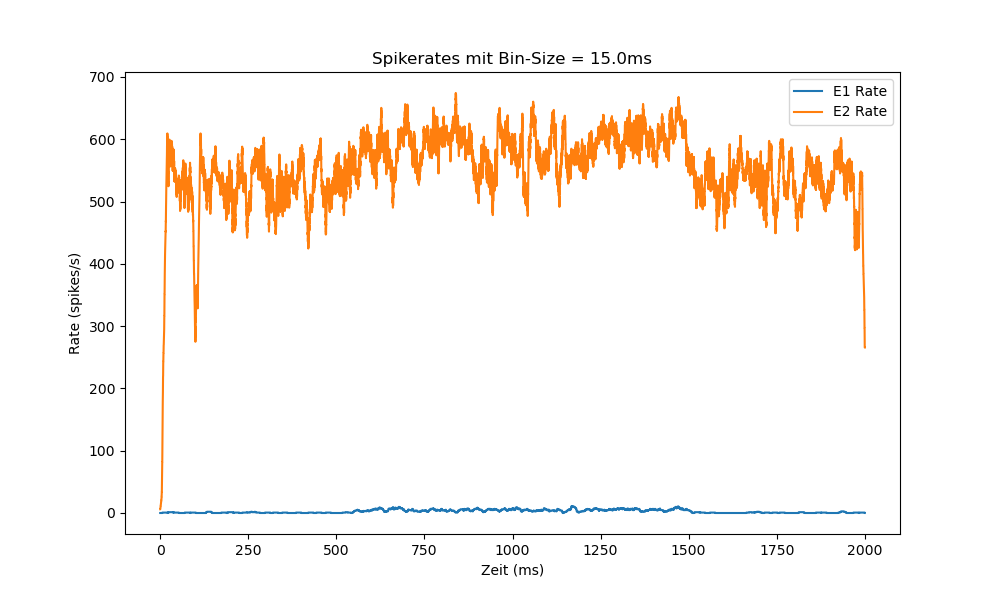 Spikerates mit Bin-Size = 15.0ms
E1 Rate
E2 Rate
700
600
500
400
300
200
100
0
Rate (spikes/s)
0 250 500 750 1000 1250 1500 1750 2000
Zeit (ms)